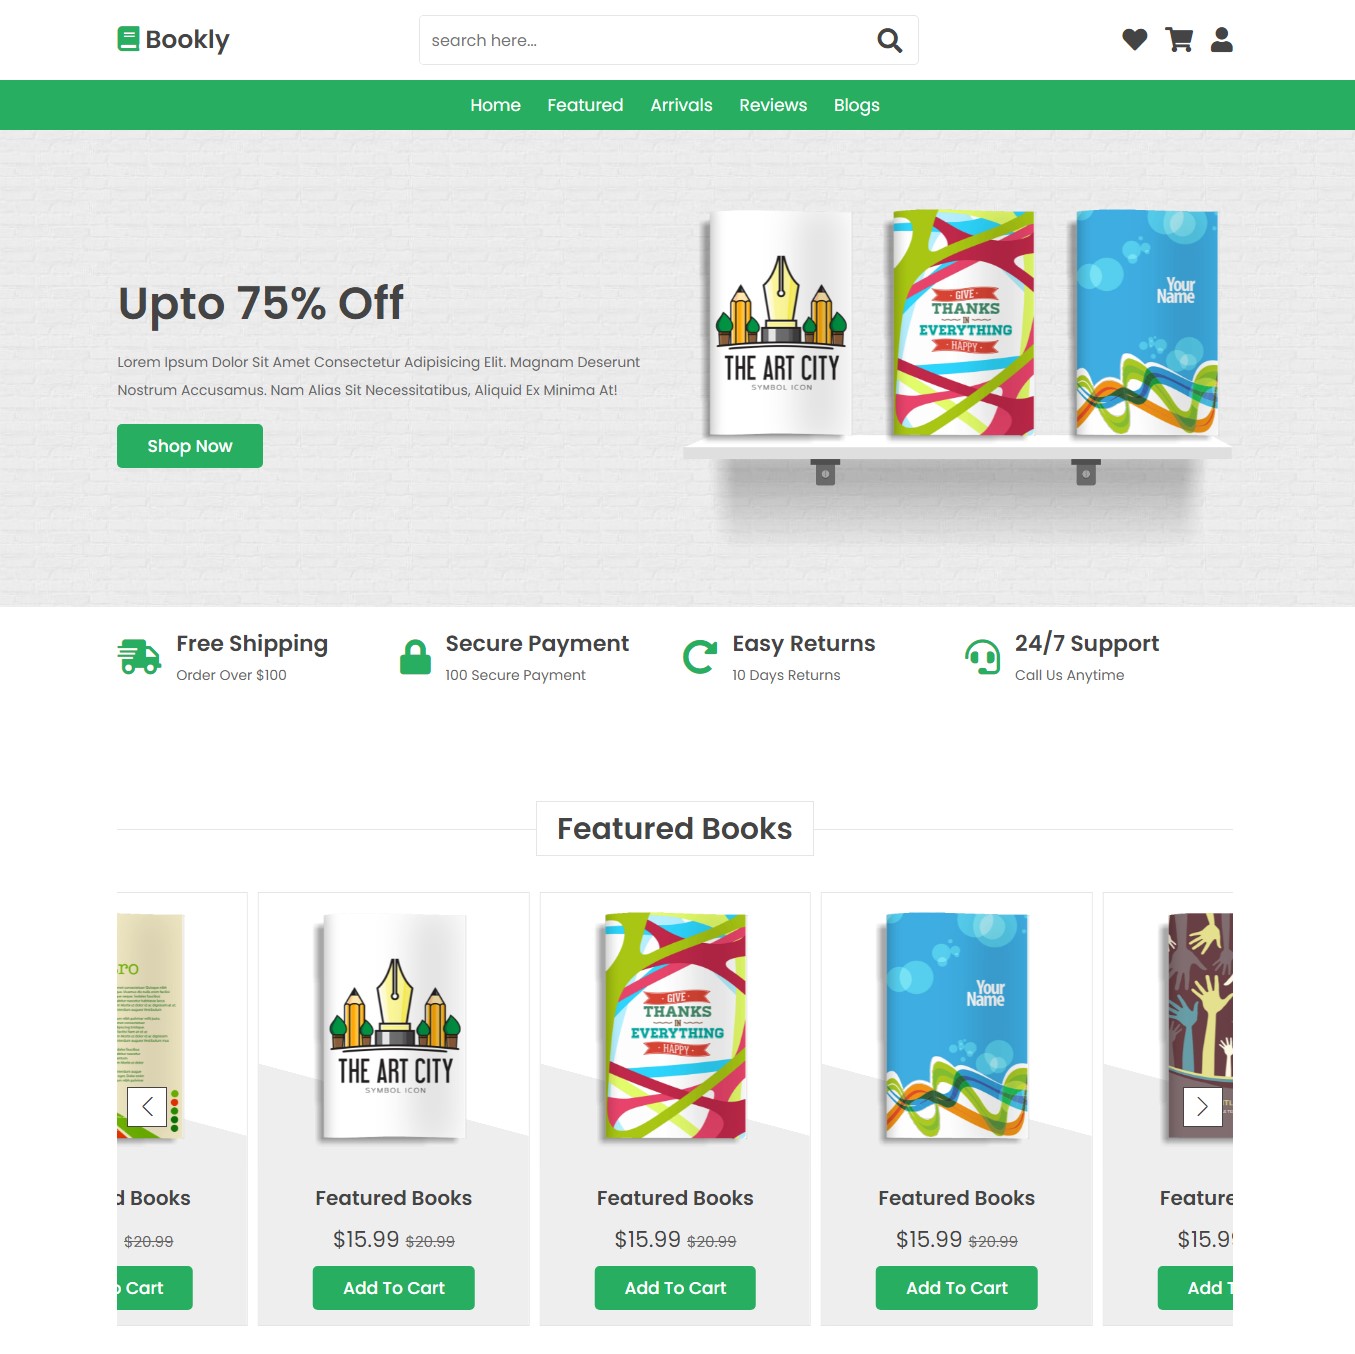 Bookly
search here...
Home Featured Arrivals Reviews Blogs
Upto 75% Off
Lorem Ipsum Dolor Sit Amet Consectetur Adipisicing Elit. Magnam Deserunt
Nostrum Accusamus. Nam Alias Sit Necessitatibus, Aliquid Ex Minima At!
Shop Now
THE ART CITY
SYMBOL ICON
GIVE
THANKS
IN
EVERYTHING
HAPPY
Your
Name
Free Shipping
Order Over $100
Secure Payment
100 Secure Payment
Easy Returns
10 Days Returns
24/7 Support
Call Us Anytime
Featured Books
THE ART CITY
SYMBOL ICON
GIVE
THANKS
IN
EVERYTHING
HAPPY
Your
Name
d Books Featured Books Featured Books Featured Books Feature
$20.99 $15.99 $20.99 $15.99 $20.99 $15.99 $20.99 $15.9
Cart Add To Cart Add To Cart Add To Cart Add